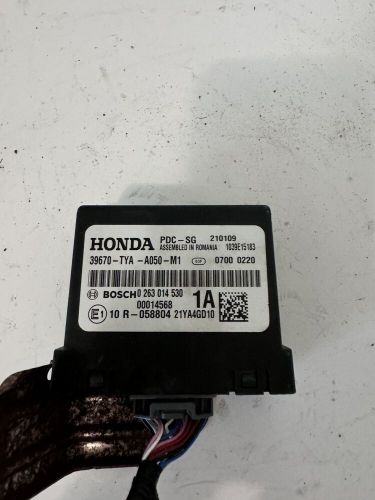 HONDA PDC-SG 210109
ASSEMBLED IN ROMANIA 1039E15183
39670-TYA -A050-M1 0700 0220
BOSCH 0 263 014 530 1A
00014568
E1 10 R-058804 21YA4GD10